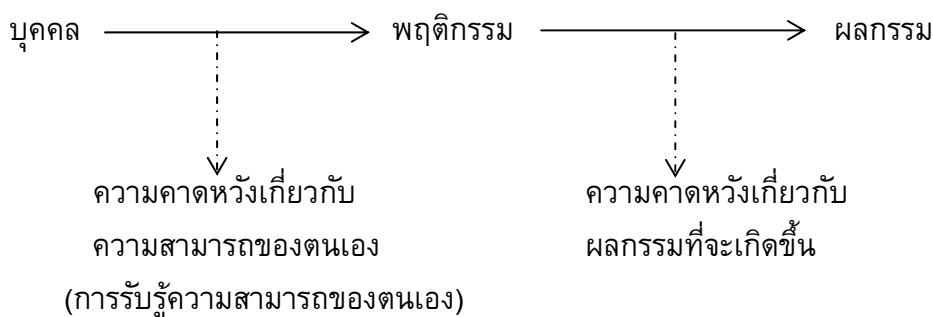 บุคคล พฤติกรรม ผลกรรม
ความคาดหวังเกี่ยวกับ
ความสามารถของตนเอง
(การรับรู้ความสามารถของตนเอง)
ความคาดหวังเกี่ยวกับ
ผลกรรมที่จะเกิดขึ้น